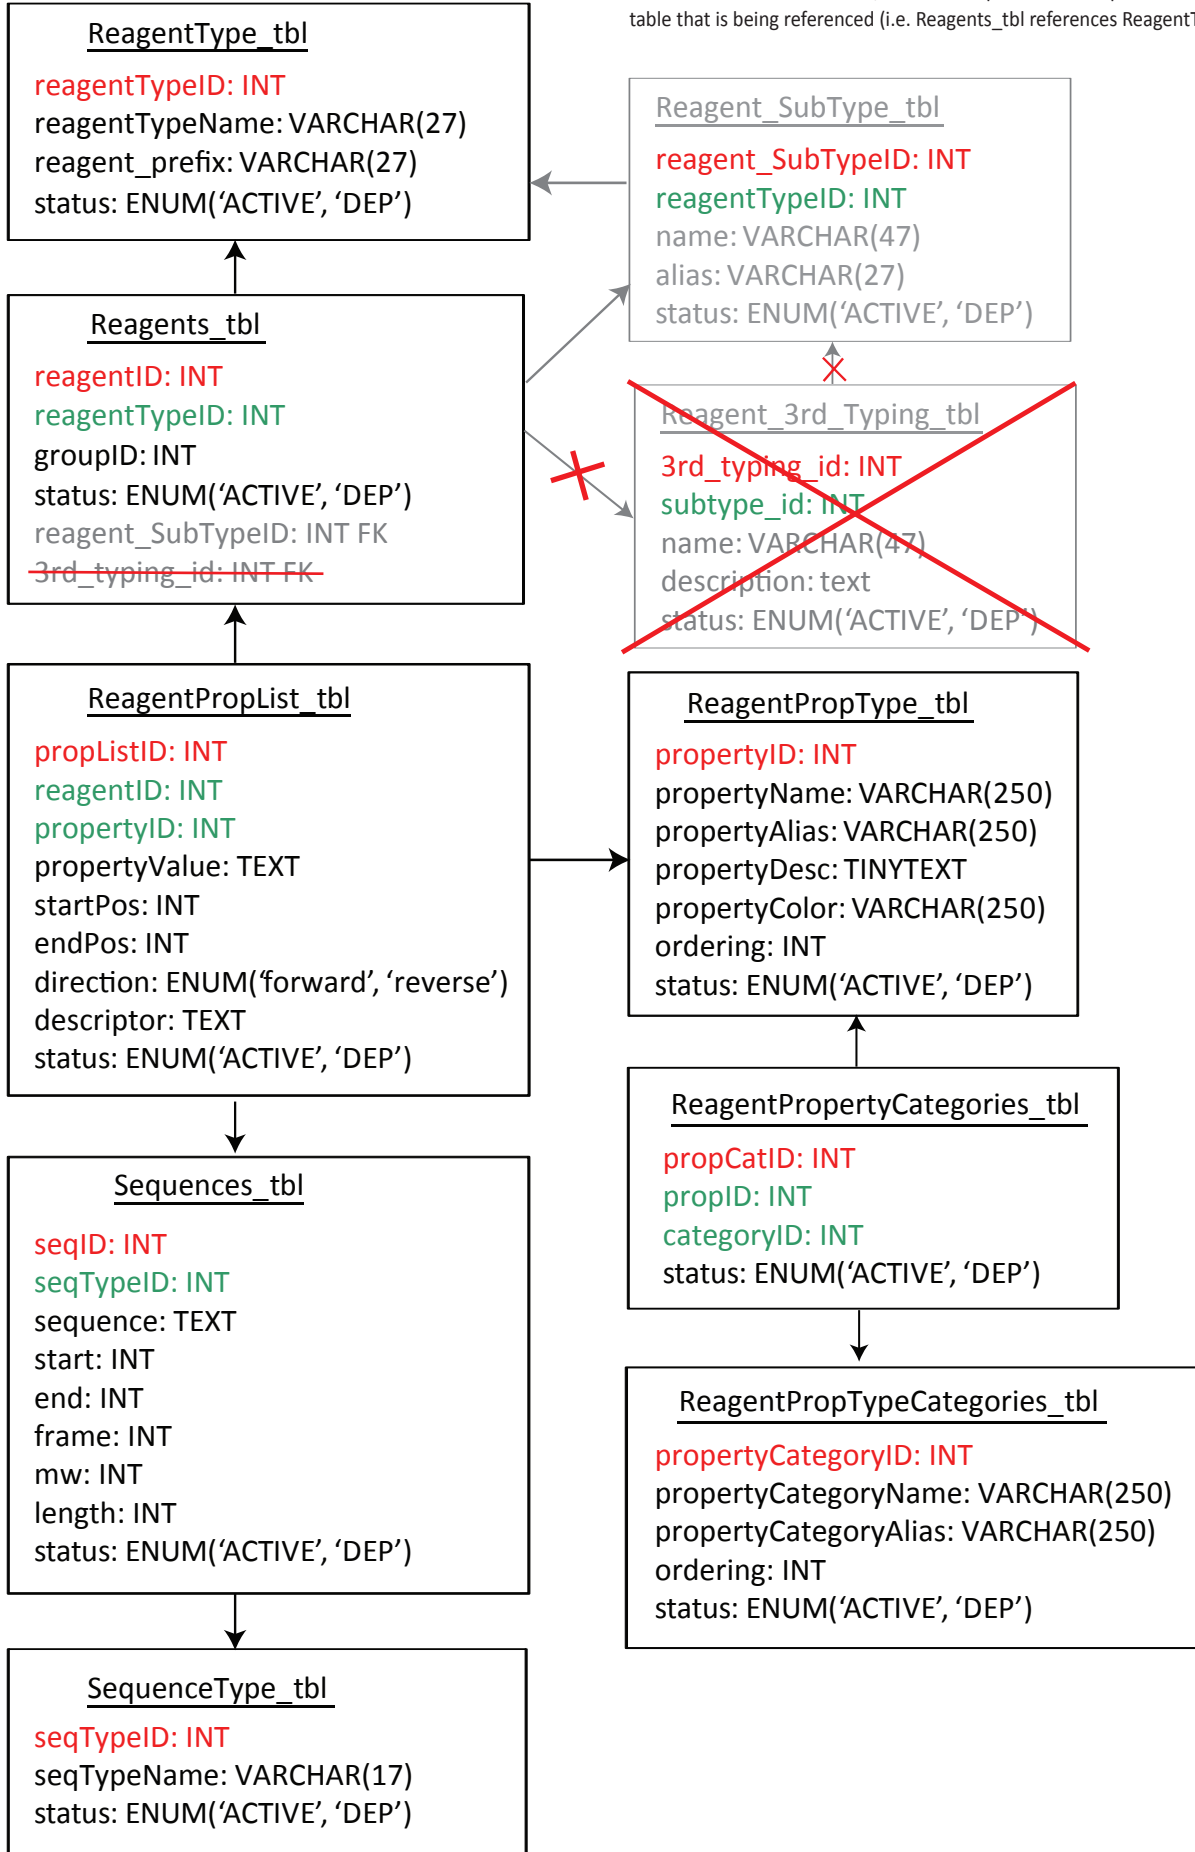 table that is being referenced (i.e. Reagents_tbl references ReagentT
ReagentType_tbl
reagentTypeID: INT
reagentTypeName: VARCHAR(27)
reagent_prefix: VARCHAR(27)
status: ENUM(‘ACTIVE’, ‘DEP’)
Reagent_SubType_tbl
reagent_SubTypeID: INT
reagentTypeID: INT
name: VARCHAR(47)
alias: VARCHAR(27)
status: ENUM(‘ACTIVE’, ‘DEP’)
Reagents_tbl
reagentID: INT
reagentTypeID: INT
groupID: INT
status: ENUM(‘ACTIVE’, ‘DEP’)
reagent_SubTypeID: INT FK
3rd_typing_id: INT FK
Reagent_3rd_Typing_tbl
3rd_typing_id: INT
subtype_id: INT
name: VARCHAR(47)
description: text
status: ENUM(‘ACTIVE’, ‘DEP’)
ReagentPropList_tbl
propListID: INT
reagentID: INT
propertyID: INT
propertyValue: TEXT
startPos: INT
endPos: INT
direction: ENUM(‘forward’, ‘reverse’)
descriptor: TEXT
status: ENUM(‘ACTIVE’, ‘DEP’)
ReagentPropType_tbl
propertyID: INT
propertyName: VARCHAR(250)
propertyAlias: VARCHAR(250)
propertyDesc: TINYTEXT
propertyColor: VARCHAR(250)
ordering: INT
status: ENUM(‘ACTIVE’, ‘DEP’)
ReagentPropertyCategories_tbl
propCatID: INT
propID: INT
categoryID: INT
status: ENUM(‘ACTIVE’, ‘DEP’)
Sequences_tbl
seqID: INT
seqTypeID: INT
sequence: TEXT
start: INT
end: INT
frame: INT
mw: INT
length: INT
status: ENUM(‘ACTIVE’, ‘DEP’)
ReagentPropTypeCategories_tbl
propertyCategoryID: INT
propertyCategoryName: VARCHAR(250)
propertyCategoryAlias: VARCHAR(250)
ordering: INT
status: ENUM(‘ACTIVE’, ‘DEP’)
SequenceType_tbl
seqTypeID: INT
seqTypeName: VARCHAR(17)
status: ENUM(‘ACTIVE’, ‘DEP’)